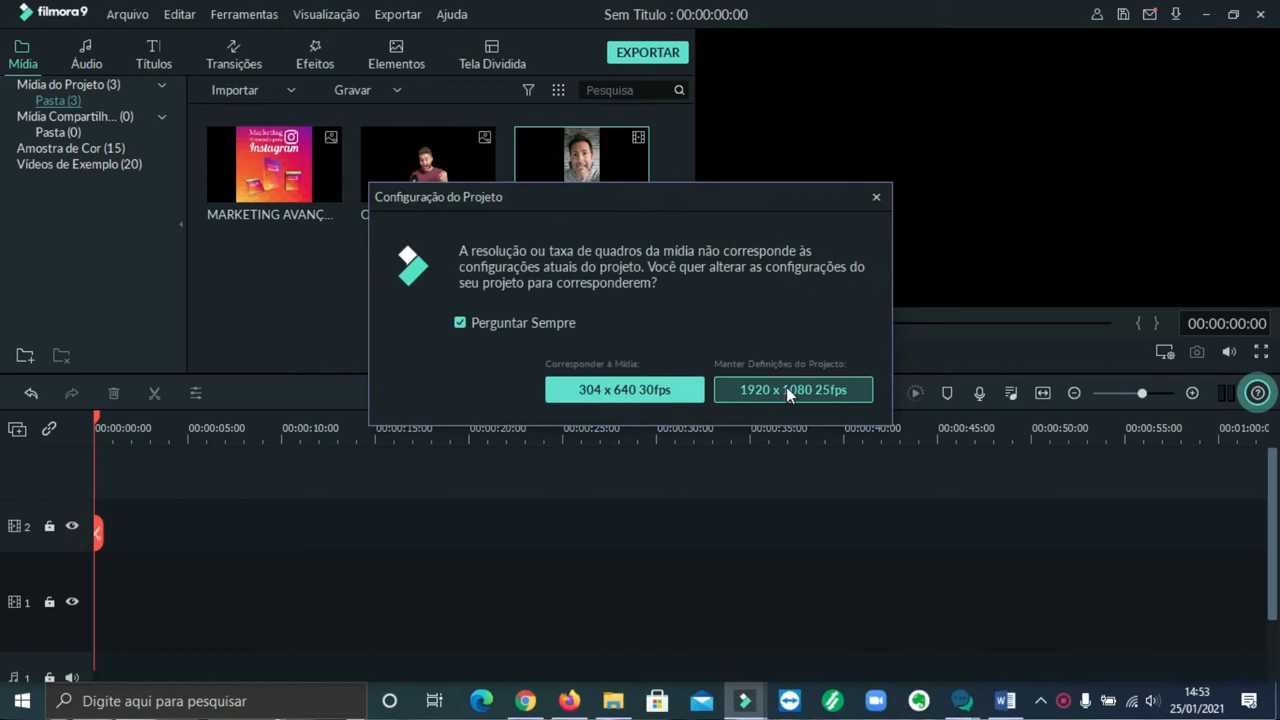 filmora9
Arquivo
Editar
Ferramentas
Visualização
Exportar
Ajuda
Sem Titulo : 00:00:00:00
Mídia
Áudio
Títulos
Transições
Efeitos
Elementos
Tela Dividida
EXPORTAR
Mídia do Projeto (3)
Pasta (3)
Mídia Compartilh... (0)
Pasta (0)
Amostra de Cor (15)
Vídeos de Exemplo (20)
Importar
Gravar
Pesquisa
Marketing
Instagram
MARKETING AVANÇ...
Configuração do Projeto
A resolução ou taxa de quadros da mídia não corresponde às
configurações atuais do projeto. Você quer alterar as configurações do
seu projeto para corresponderem?
Perguntar Sempre
Corresponder à Mídia:
Manter Definições do Projecto:
304 x 640 30fps
1920 x 1080 25fps
00:00:00:00
00:00:00:00
00:00:05:00
00:00:10:00
00:00:15:00
00:00:20:00
00:00:25:00
00:00:30:00
00:00:35:00
00:00:40:00
00:00:45:00
00:00:50:00
00:00:55:00
00:01:00:0
2
1
1
Digite aqui para pesquisar
14:53
25/01/2021